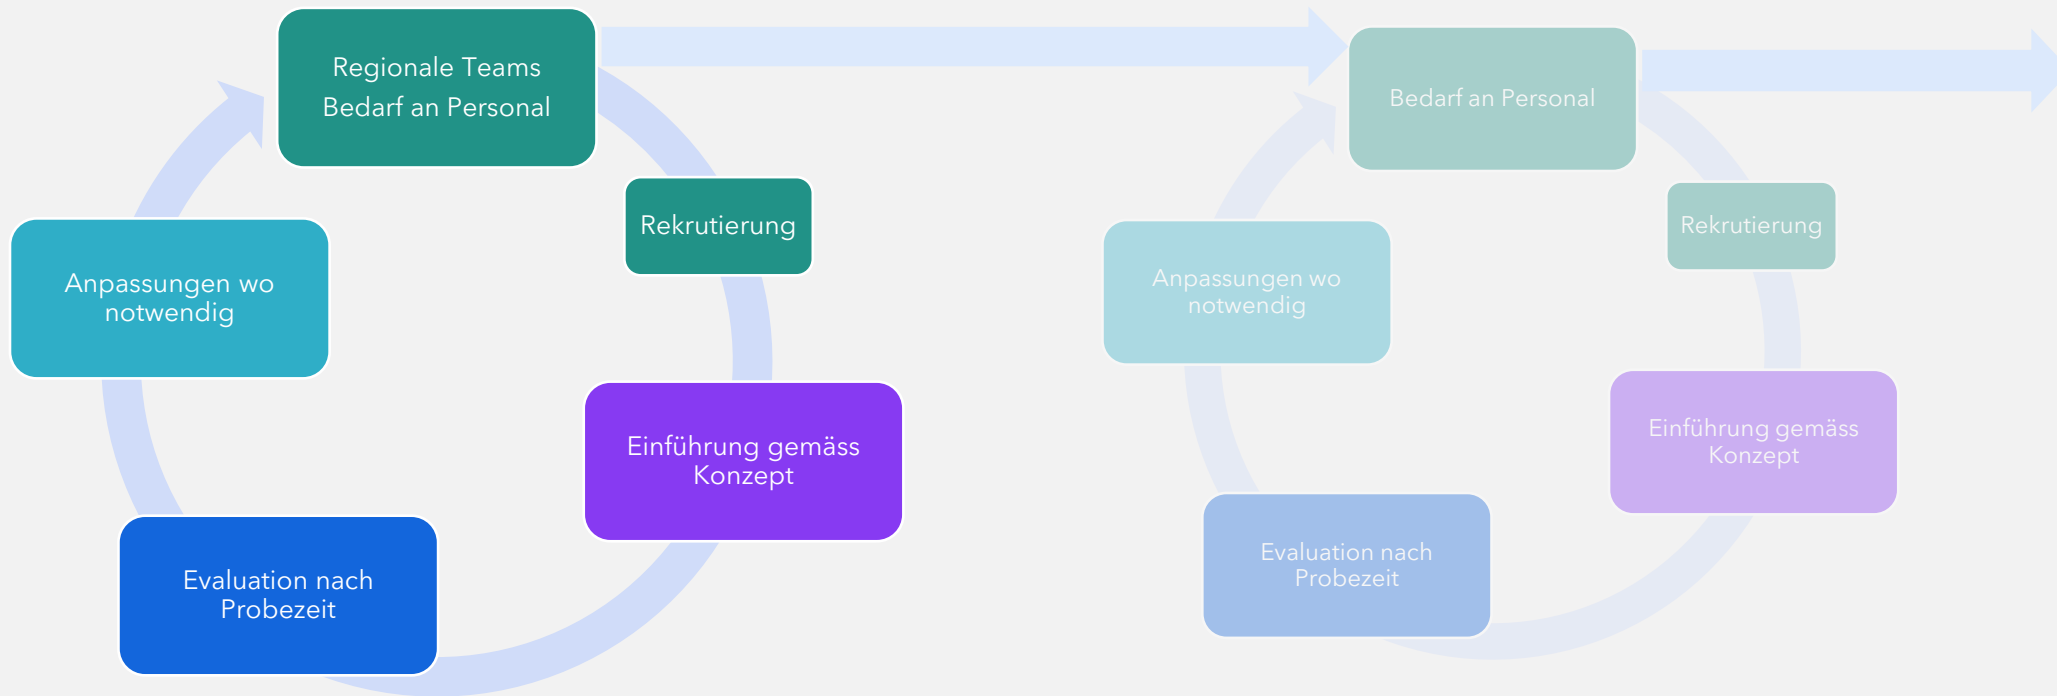 Regionale Teams
Bedarf an Personal
Rekrutierung
Einführung gemäss
Konzept
Evaluation nach
Probezeit
Anpassungen wo
notwendig
Bedarf an Personal
Rekrutierung
Einführung gemäss
Konzept
Evaluation nach
Probezeit
Anpassungen wo
notwendig